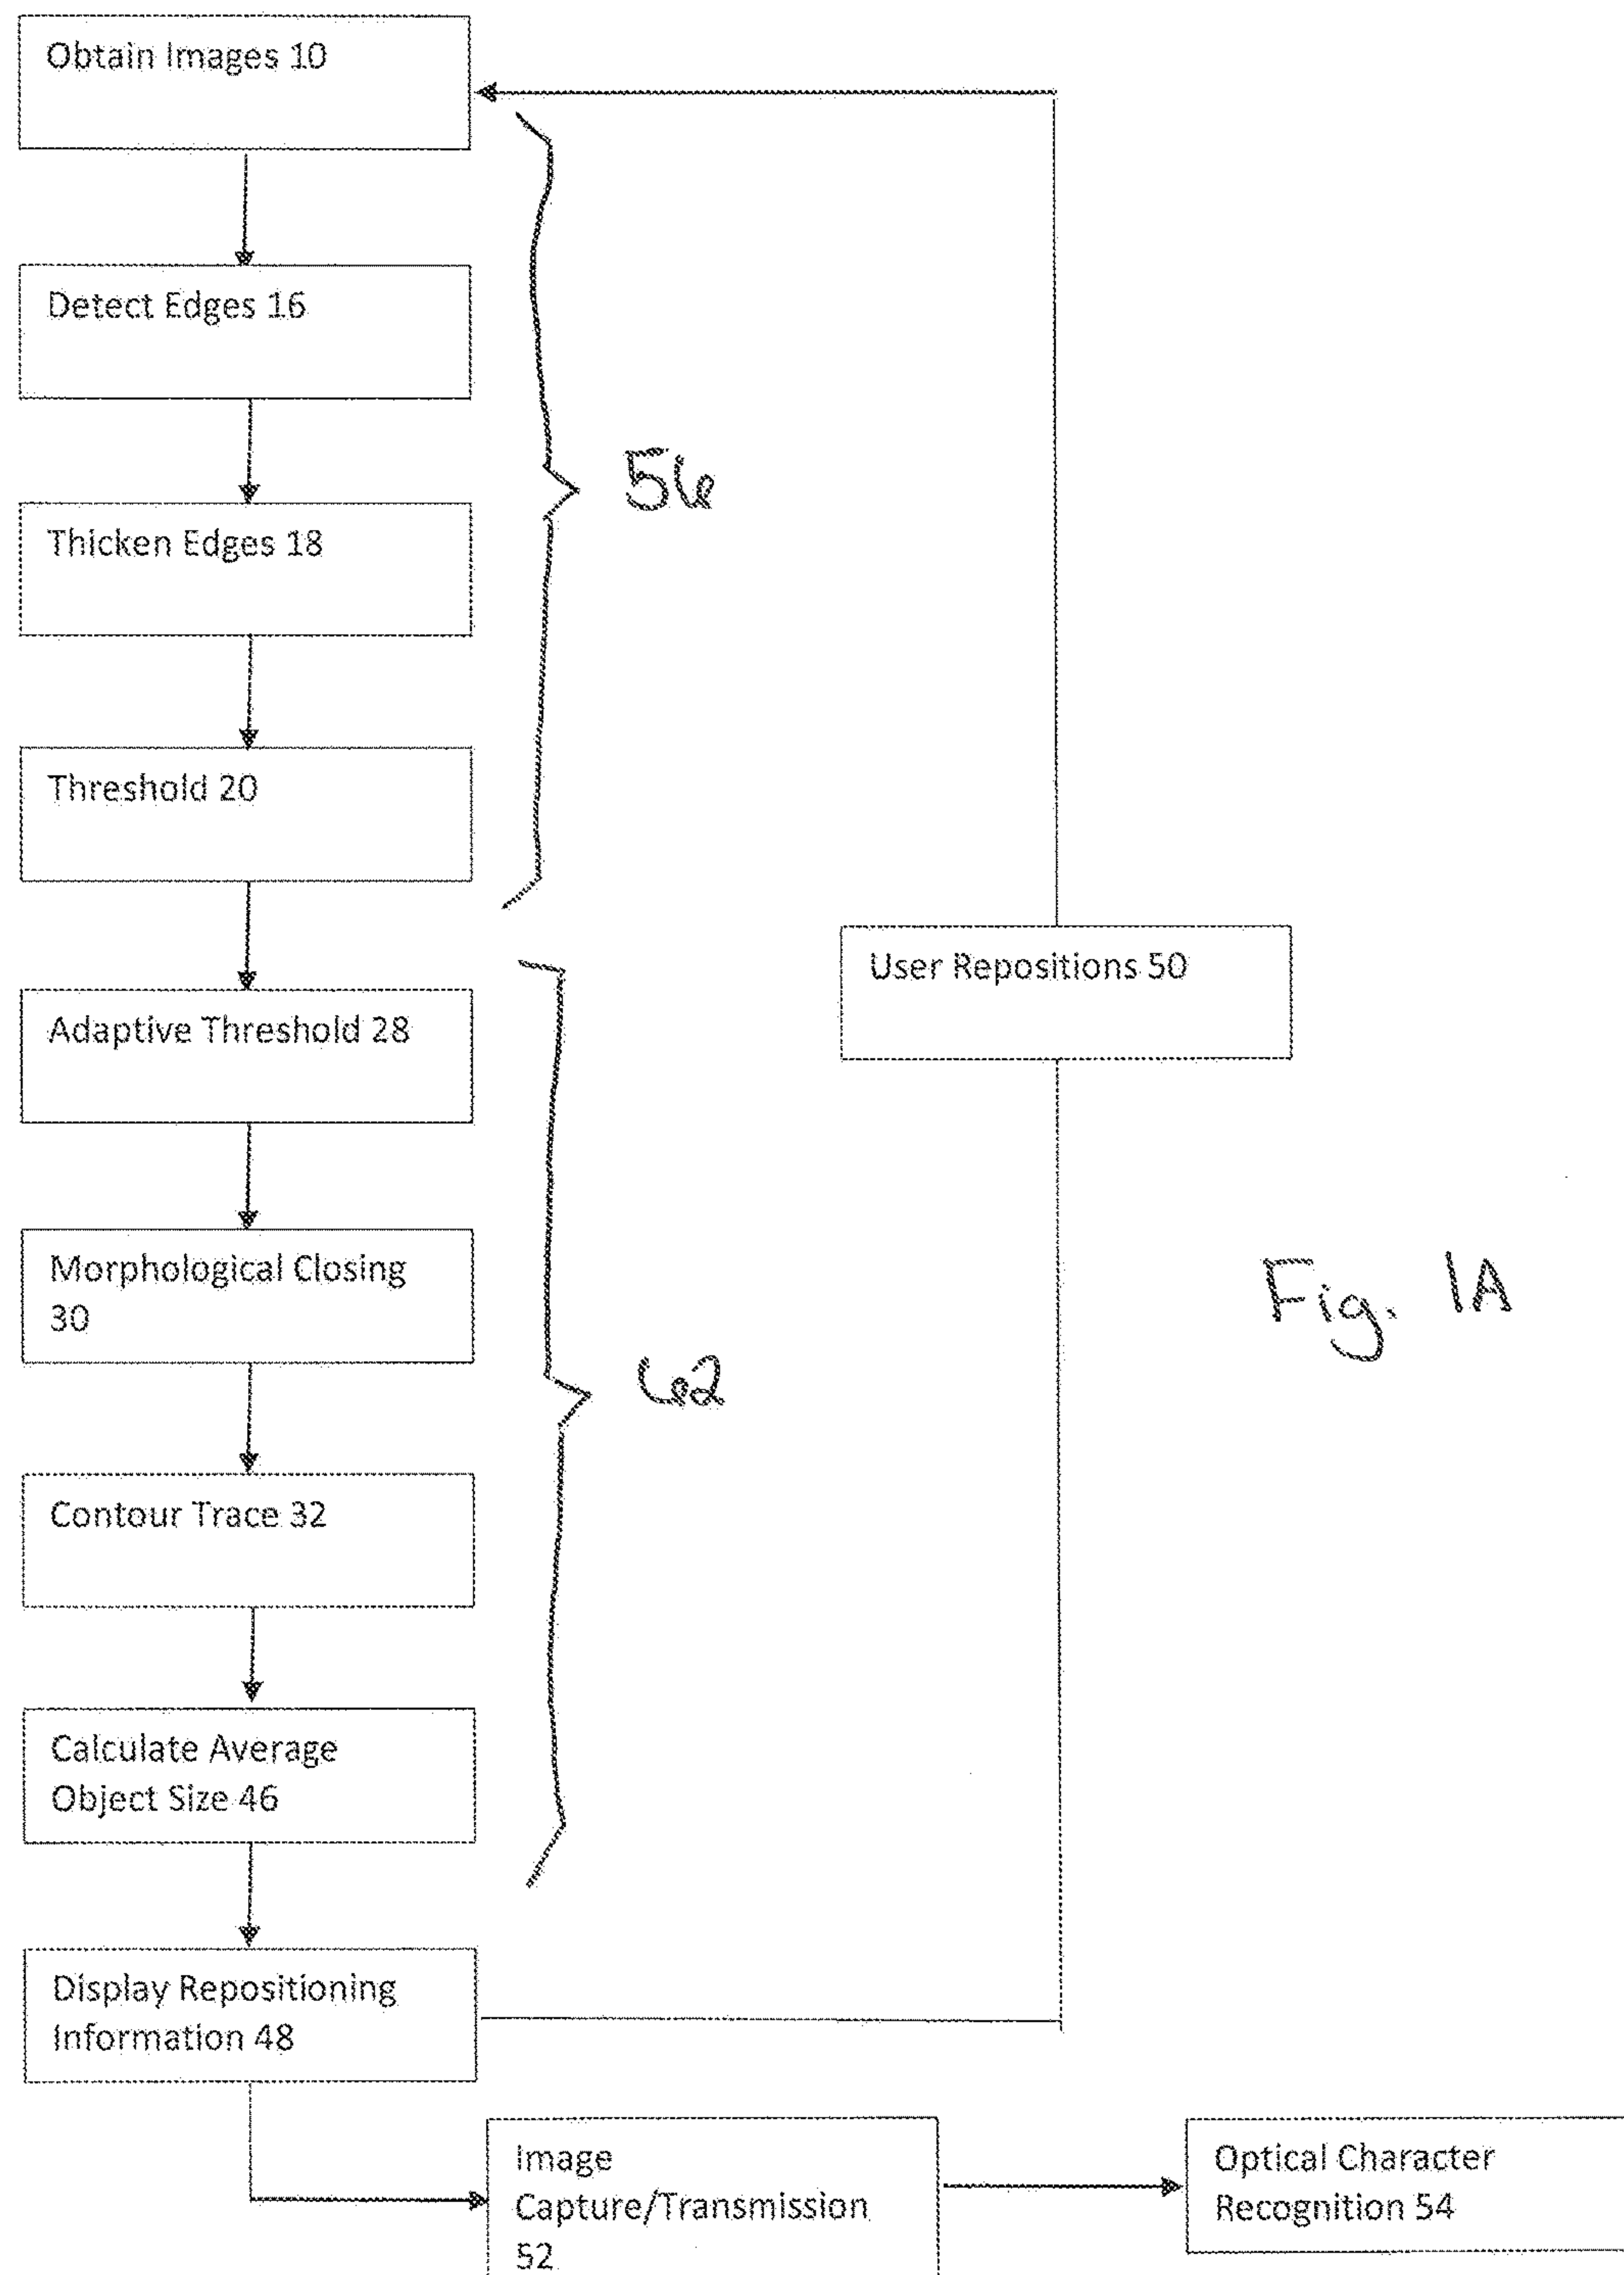 Obtain Images 10
Detect Edges 16
Thicken Edges 18
56
Threshold 20
Adaptive Threshold 28
User Repositions 50
Morphological Closing
30
Fig. 1A
62
Contour Trace 32
Calculate Average
Object Size 46
Display Repositioning
Information 48
Image
Capture/Transmission
52
Optical Character
Recognition 54